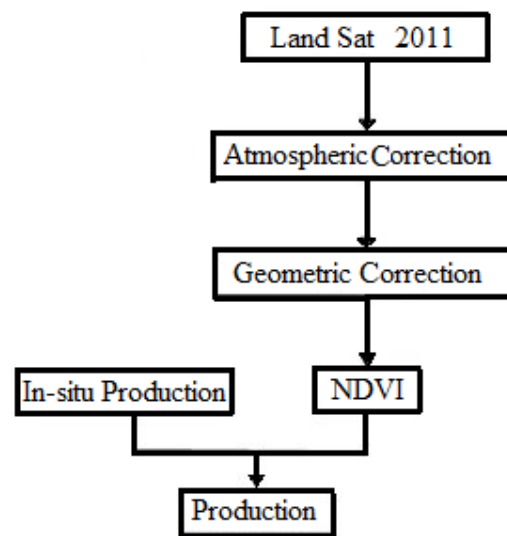 Land Sat 2011
Atmospheric Correction
Geometric Correction
In-situ Production
NDVI
Production